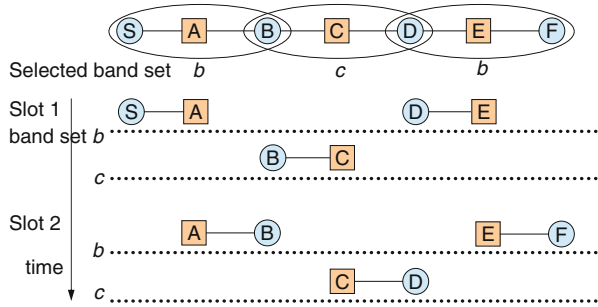 S A B C D E F
Selected band set b c b
Slot 1 S A D E
band set b
B C
c
Slot 2 A B E F
b
time C D
c